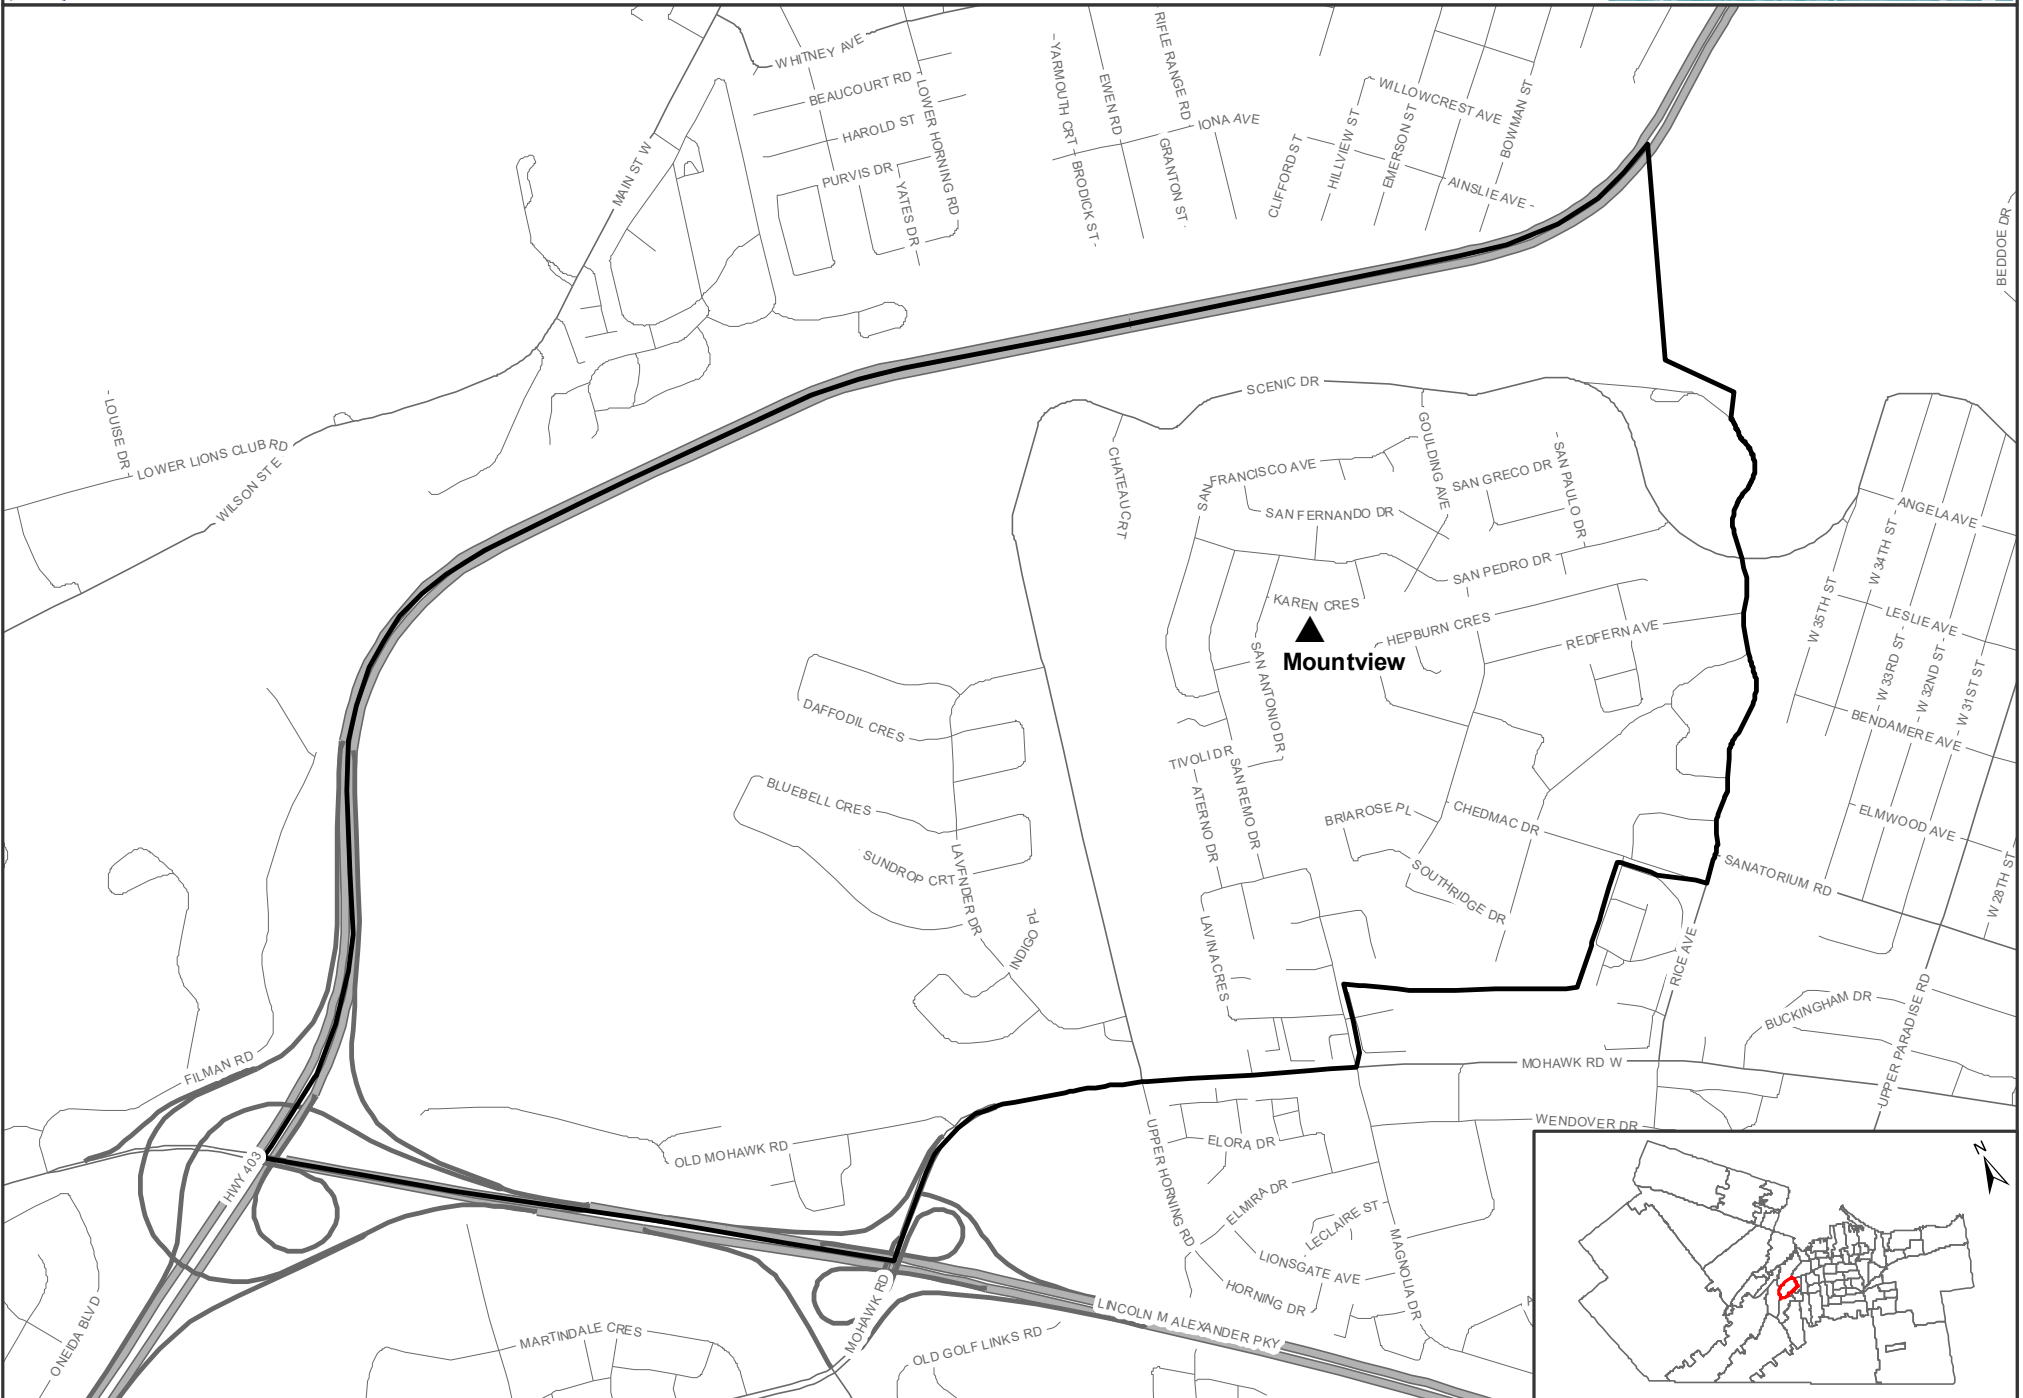 WHITNEY AVE
BEAUCOURT RD
HAROLD ST
PURVIS DR
YATES DR
LOWER HORNING RD
MAIN ST W
YARMOUTH CRT
BRODICK ST
EWEN RD
RIFLE RANGE RD
GRANTON ST
IONA AVE
CLIFFORD ST
HILLVIEW ST
EMERSON ST
BOWMAN ST
WILLOWCREST AVE
AINSLIE AVE
BEDDOE DR
LOUISE DR
LOWER LIONS CLUB RD
WILSON ST E
SCENIC DR
CHATEAU CRT
SAN FRANCISCO AVE
GOULDING AVE
SAN GRECO DR
SAN PAULO DR
SAN FERNANDO DR
SAN PEDRO DR
KAREN CRES
Mountview
HEPBURN CRES
REDFERN AVE
SAN ANTONIO DR
TIVOLI DR
SAN REMO DR
ATERNO DR
BRIAROSE PL
CHEDMAC DR
SOUTHRIDGE DR
LAVINA CRES
DAFFODIL CRES
BLUEBELL CRES
SUNDROP CRT
LAVENDER DR
INDIGO PL
ANGELA AVE
W 35TH ST
W 34TH ST
LESLIE AVE
W 33RD ST
W 32ND ST
W 31ST ST
BENDAMERE AVE
ELMWOOD AVE
SANATORIUM RD
W 28TH ST
RICE AVE
BUCKINGHAM DR
UPPER PARADISE RD
MOHAWK RD W
WENDOVER DR
FILMAN RD
HWY 403
OLD MOHAWK RD
UPPER HORNING RD
ELORA DR
ELMIRA DR
LECLAIRE ST
LIONSGATE AVE
HORNING DR
MAGNOLIA DR
LINCOLN M ALEXANDER PKY
MOHAWK RD
OLD GOLF LINKS RD
MARTINDALE CRES
ONEIDA BLVD
N